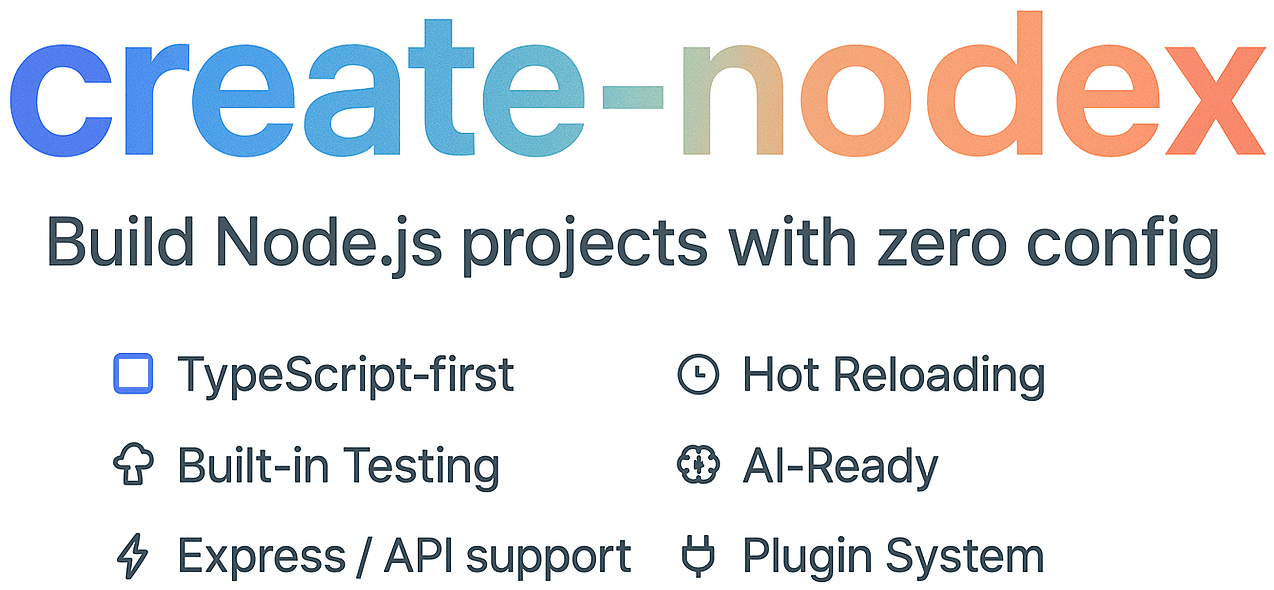 create-nodex
Build Node.js projects with zero config
TypeScript-first
Hot Reloading
Built-in Testing
AI-Ready
Express / API support
Plugin System